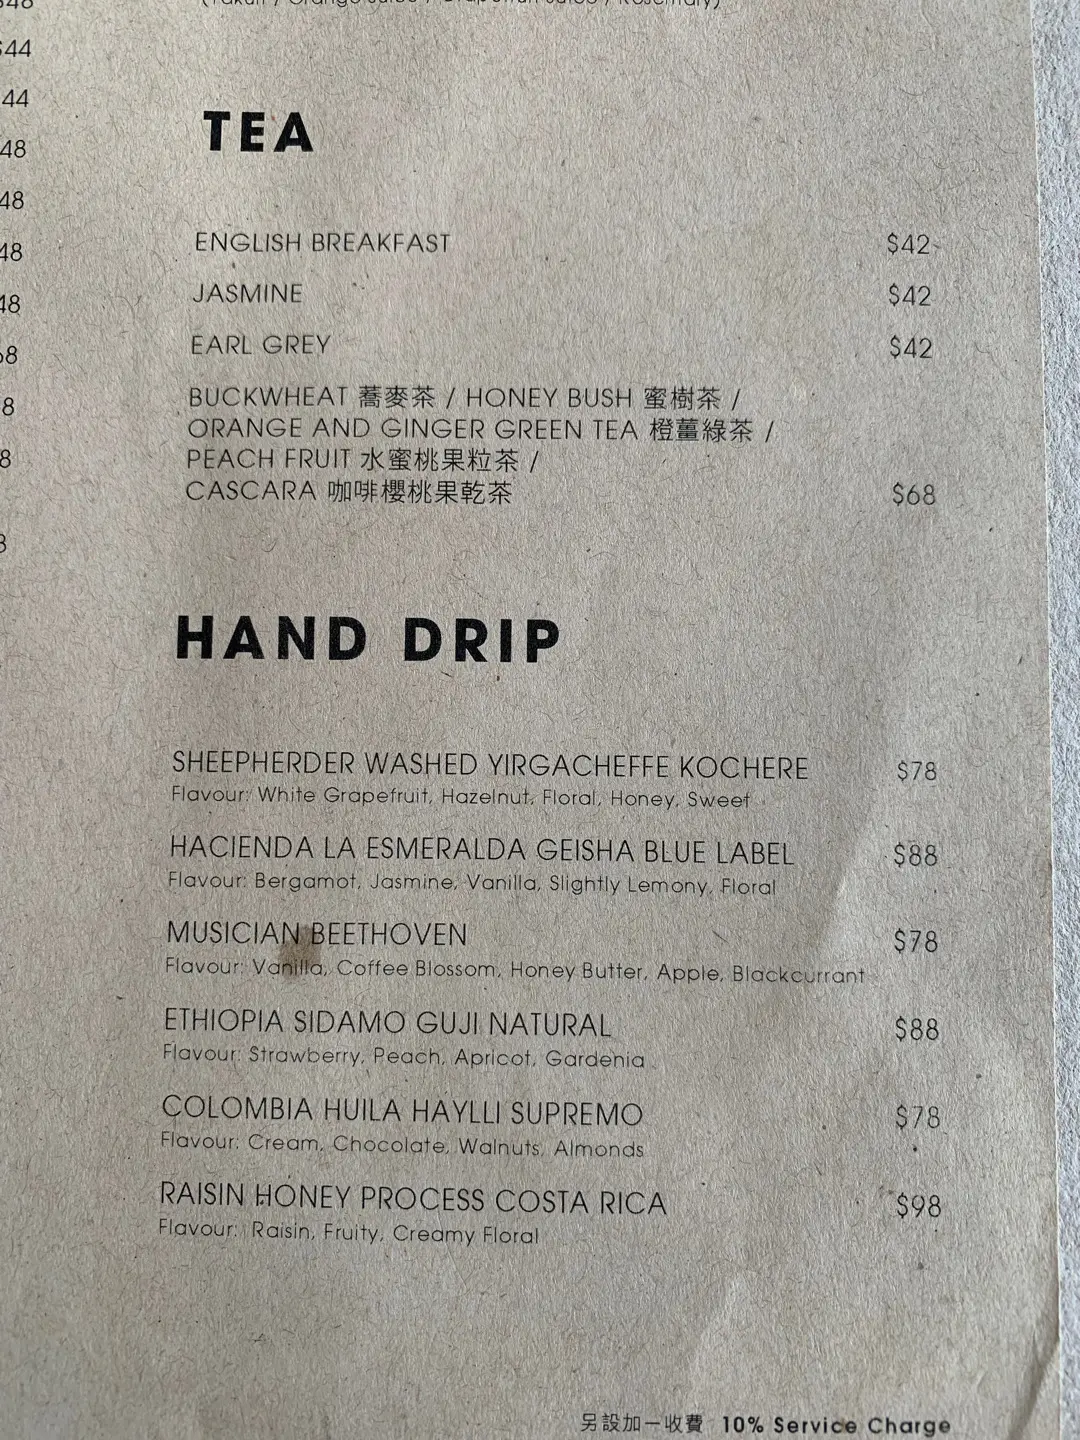 $44
44
48
48
48
48
TEA
ENGLISH BREAKFAST $42
JASMINE $42
EARL GREY $42
BUCKWHEAT 蕎麥茶 / HONEY BUSH 蜜樹茶 /
ORANGE AND GINGER GREEN TEA 橙薑綠茶 /
PEACH FRUIT 水蜜桃果粒茶 /
CASCARA 咖啡櫻桃果乾茶 $68
HAND DRIP
SHEEPHERDER WASHED YIRGACHEFFE KOCHERE $78
Flavour: White Grapefruit, Hazelnut, Floral, Honey, Sweet
HACIENDA LA ESMERALDA GEISHA BLUE LABEL $88
Flavour: Bergamot, Jasmine, Vanilla, Slightly Lemony, Floral
MUSICIAN BEETHOVEN $78
Flavour: Vanilla, Coffee Blossom, Honey Butter, Apple, Blackcurrant
ETHIOPIA SIDAMO GUJI NATURAL $88
Flavour: Strawberry, Peach, Apricot, Gardenia
COLOMBIA HUILA HAYLLI SUPREMO $78
Flavour: Cream, Chocolate, Walnuts, Almonds
RAISIN HONEY PROCESS COSTA RICA $98
Flavour: Raisin, Fruity, Creamy Floral
另設加一收費 10% Service Charge